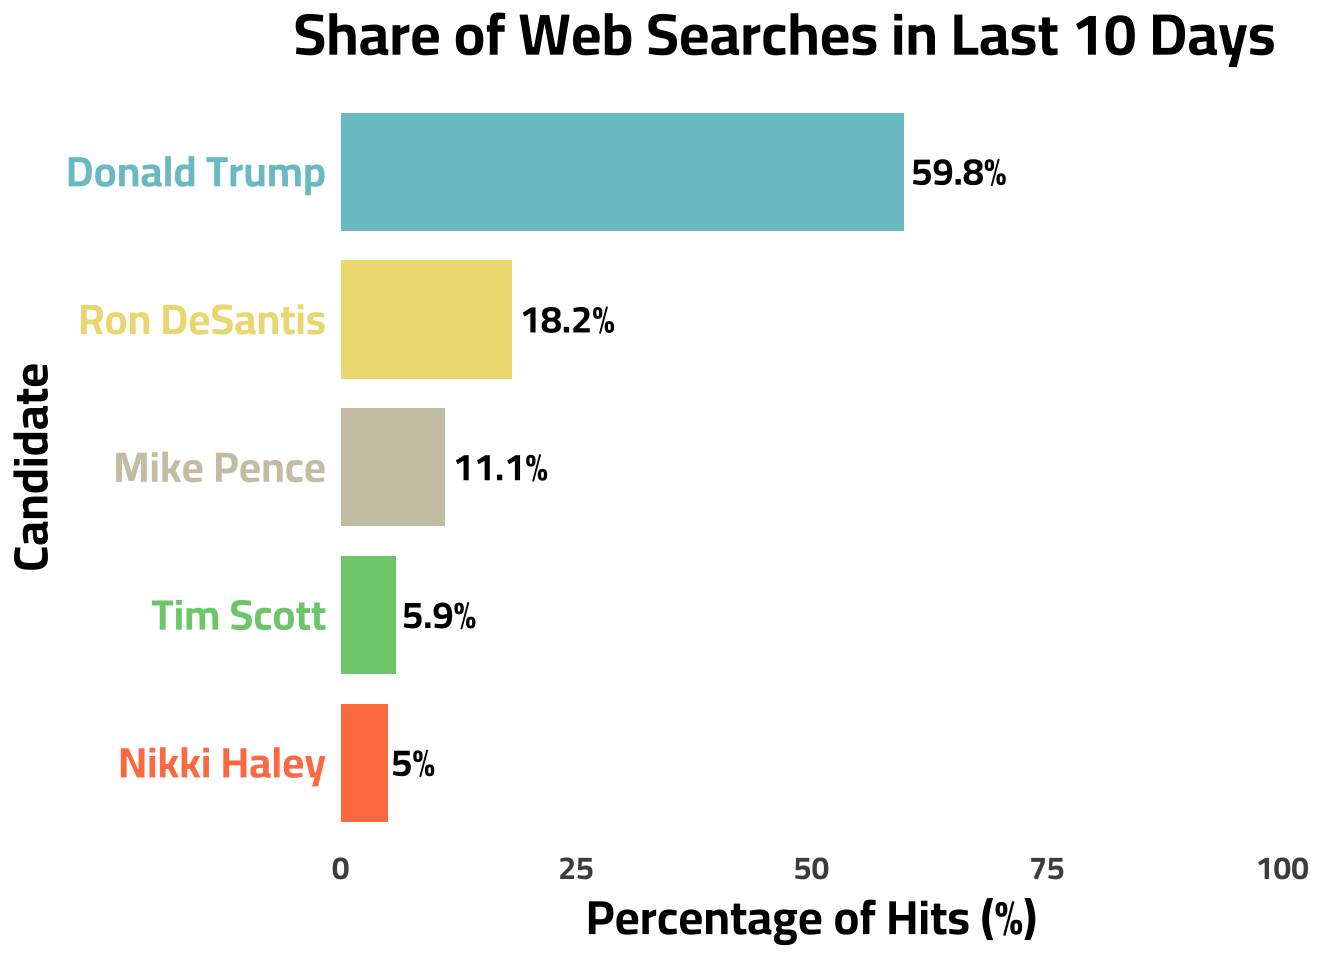 Share of Web Searches in Last 10 Days
Donald Trump 59.8%
Ron DeSantis 18.2%
Mike Pence 11.1%
Tim Scott 5.9%
Nikki Haley 5%
Candidate
0 25 50 75 100
Percentage of Hits (%)